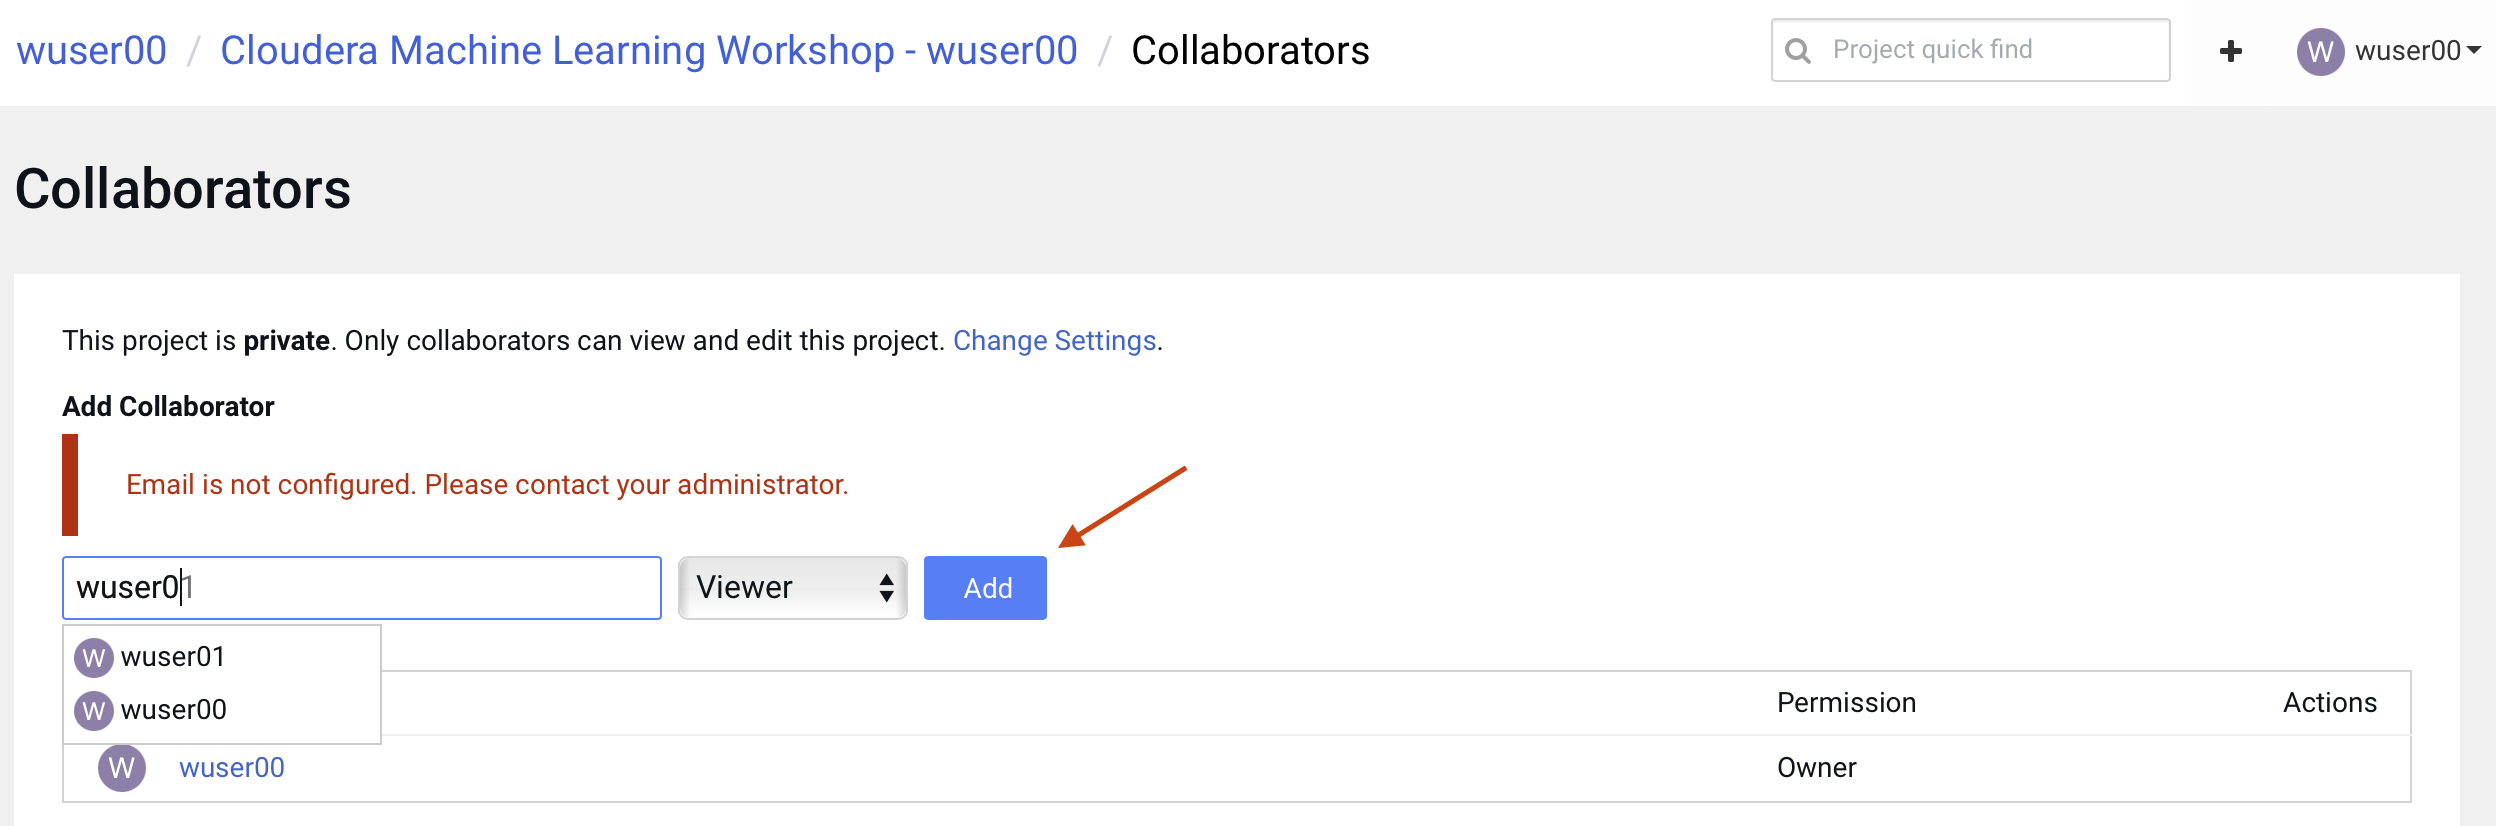 wuser00 / Cloudera Machine Learning Workshop - wuser00 / Collaborators
Project quick find
W wuser00
Collaborators
This project is private. Only collaborators can view and edit this project. Change Settings.
Add Collaborator
Email is not configured. Please contact your administrator.
wuser01
Viewer
Add
W wuser01
W wuser00
Permission
Actions
W wuser00
Owner